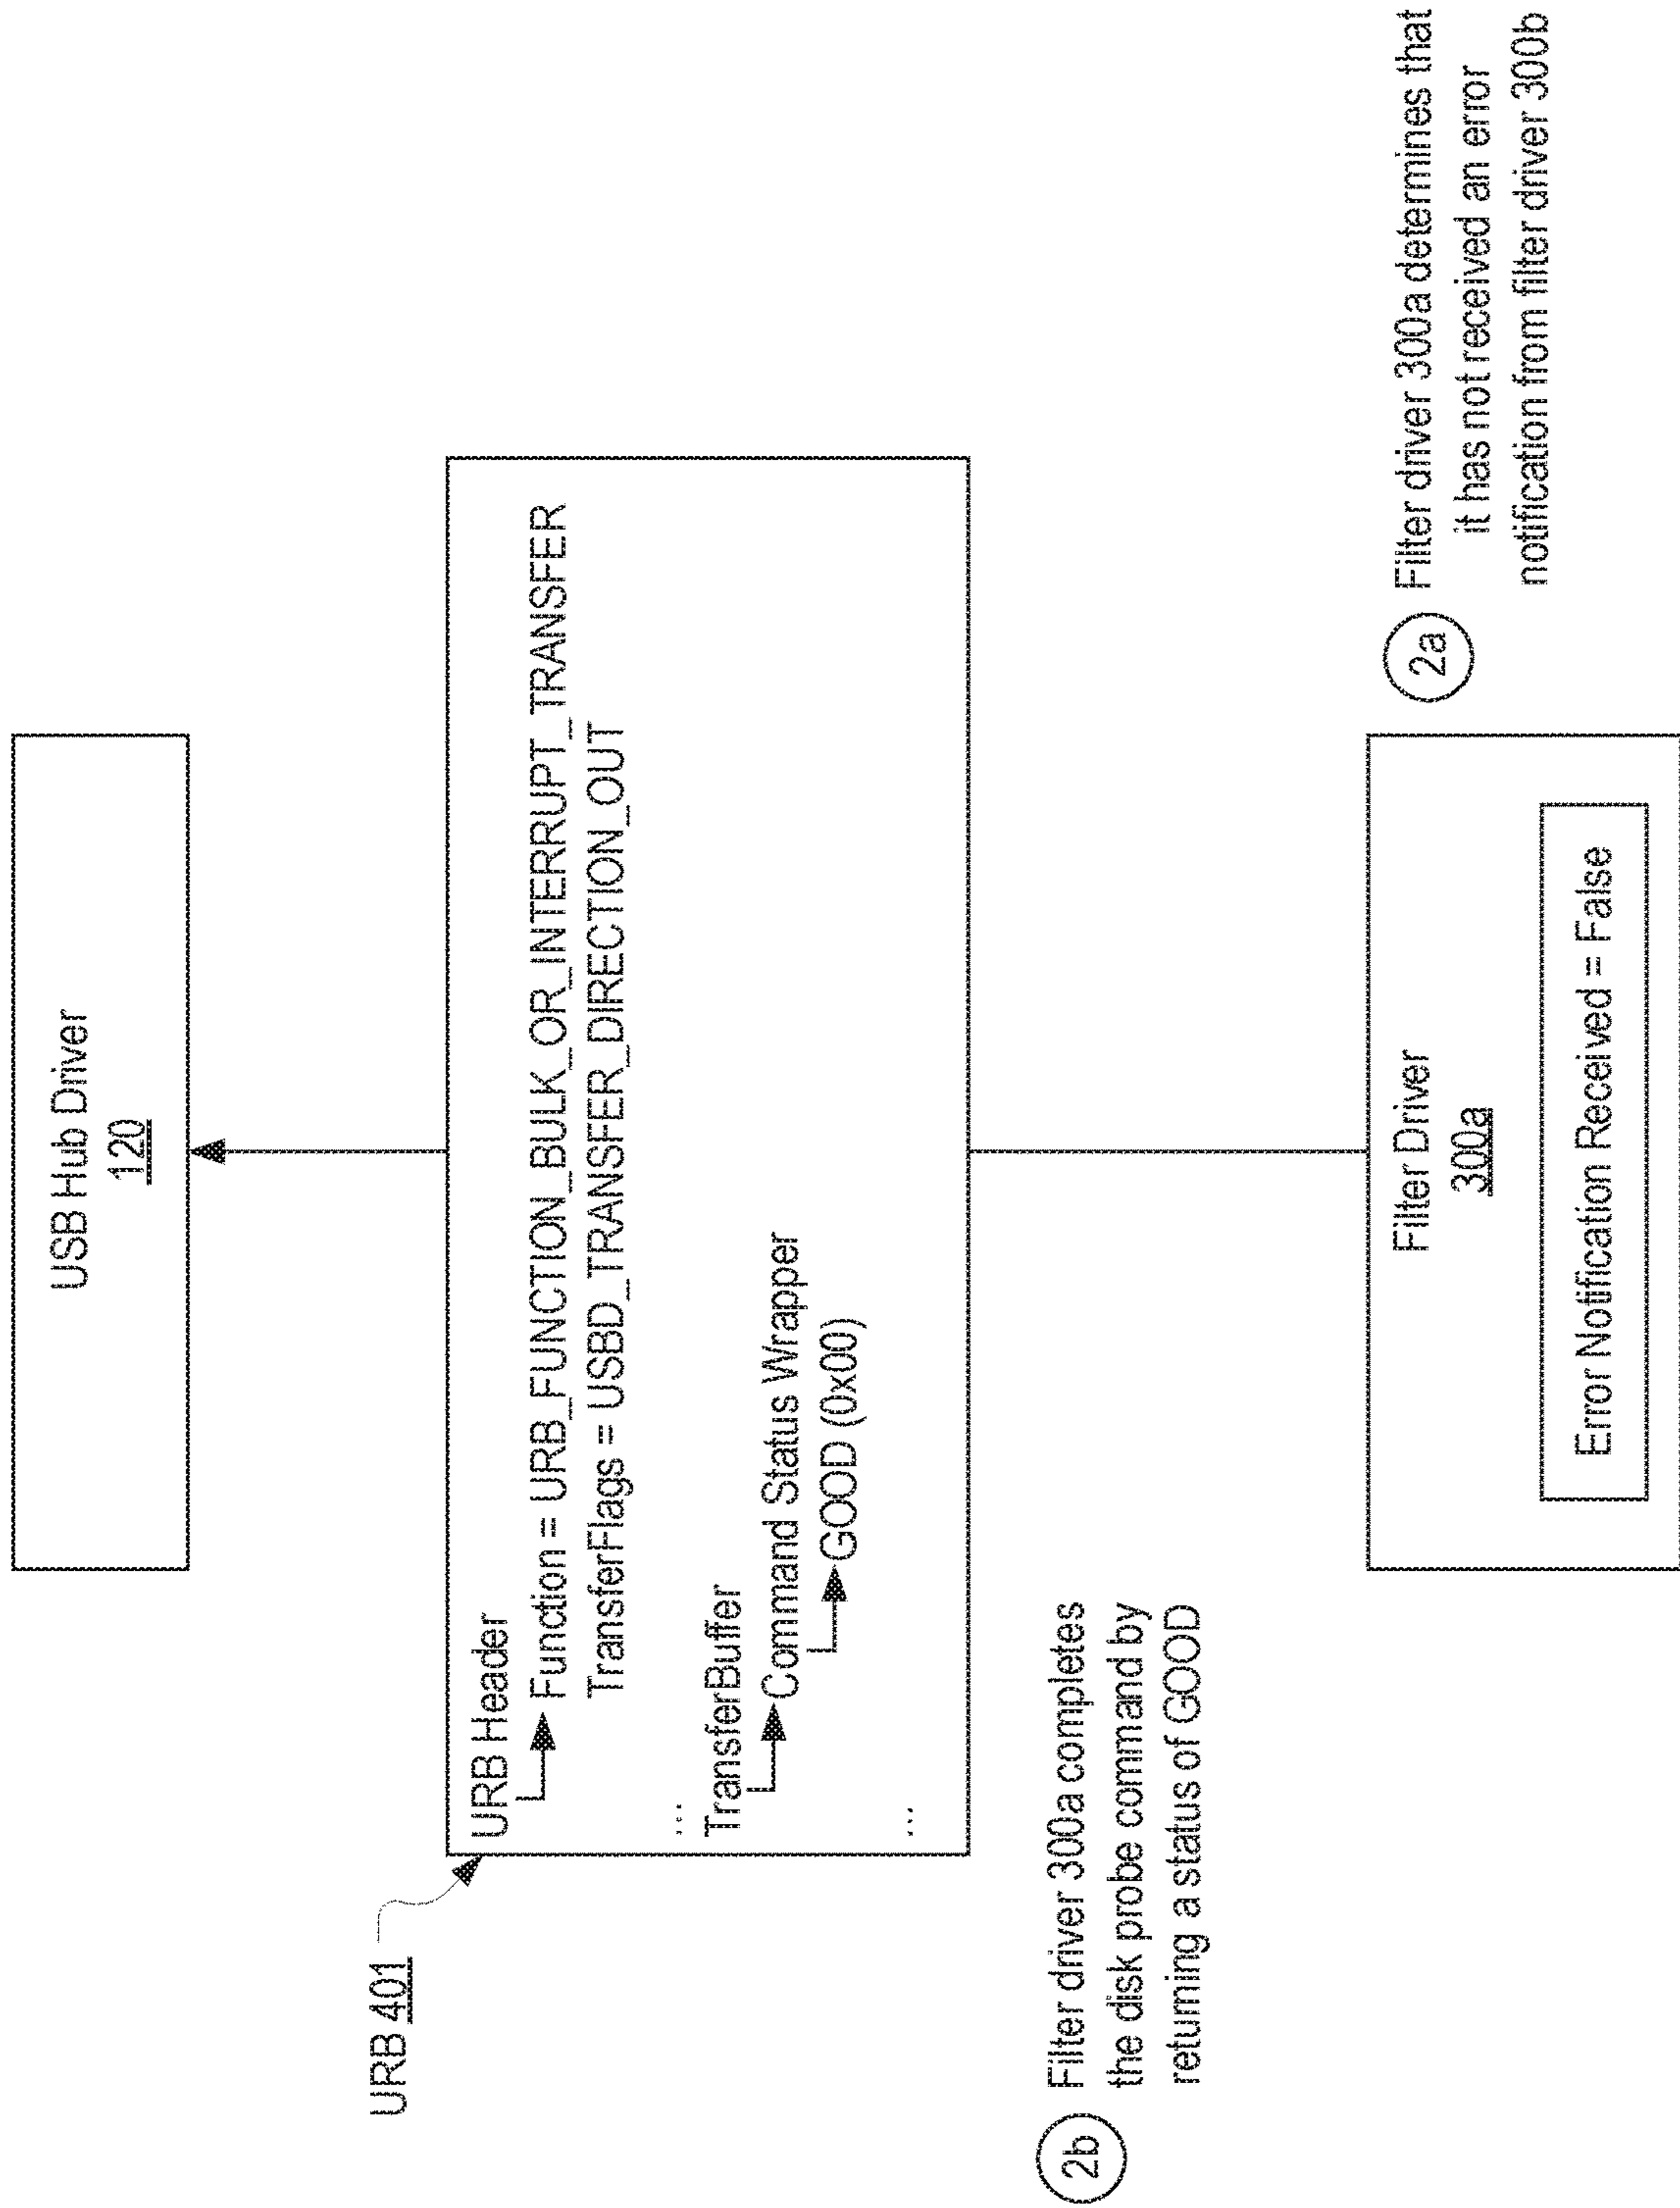 USB Hub Driver
120
URB 401
URB Header
Function = URB_FUNCTION_BULK_OR_INTERRUPT_TRANSFER
TransferFlags = USBD_TRANSFER_DIRECTION_OUT
...
TransferBuffer
Command Status Wrapper
GOOD (0x00)
...
2b
Filter driver 300a completes
the disk probe command by
returning a status of GOOD
Filter Driver
300a
Error Notification Received = False
2a
Filter driver 300a determines that
it has not received an error
notification from filter driver 300b